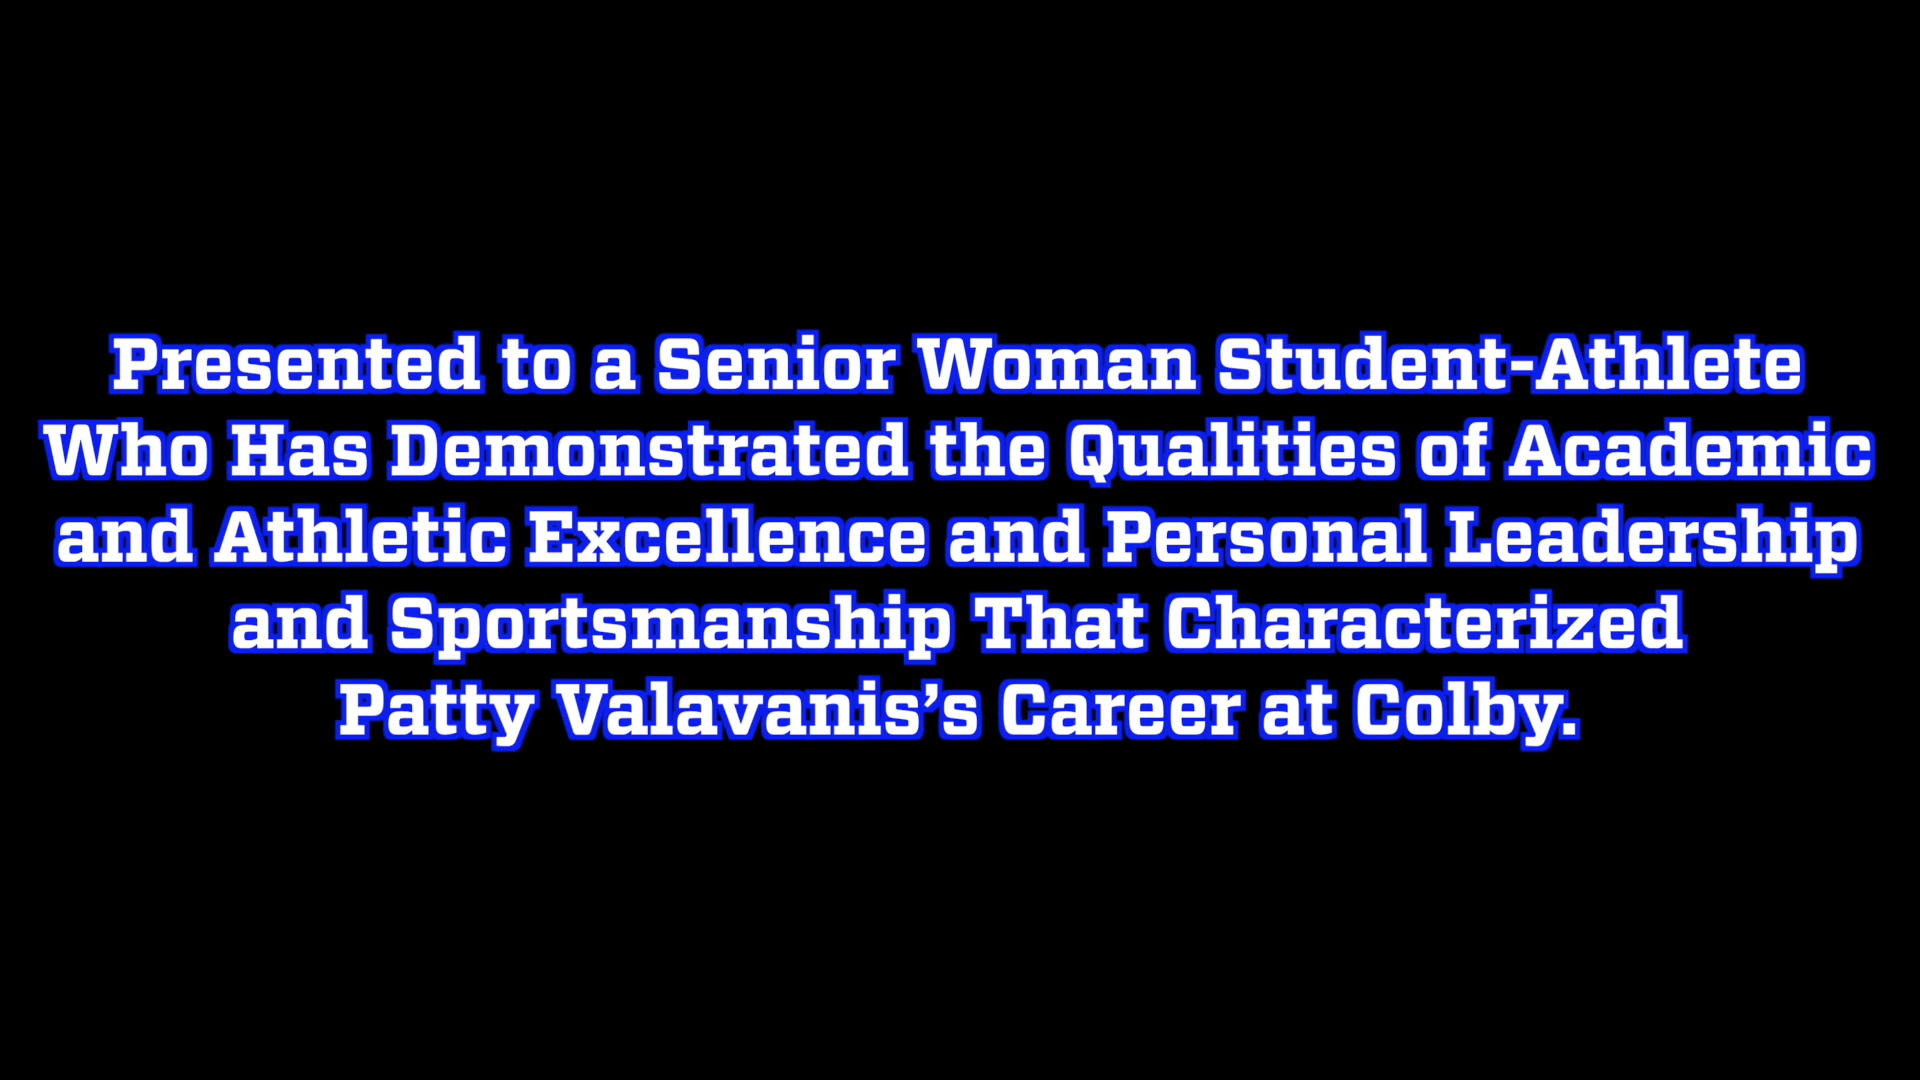 Presented to a Senior Woman Student-Athlete
Who Has Demonstrated the Qualities of Academic
and Athletic Excellence and Personal Leadership
and Sportsmanship That Characterized
Patty Valavanis’s Career at Colby.